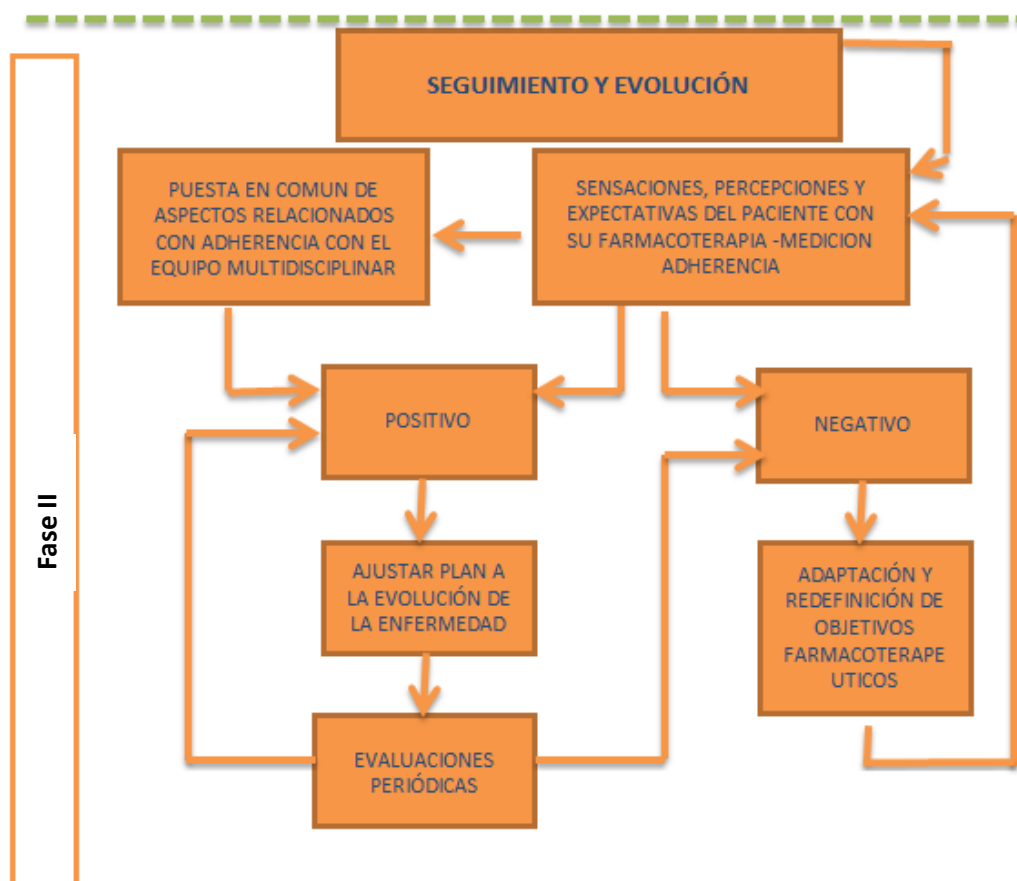 SEGUIMIENTO Y EVOLUCIÓN
PUESTA EN COMUN DE
ASPECTOS RELACIONADOS
CON ADHERENCIA CON EL
EQUIPO MULTIDISCIPLINAR
SENSACIONES, PERCEPCIONES Y
EXPECTATIVAS DEL PACIENTE CON
SU FARMACOTERAPIA -MEDICION
ADHERENCIA
POSITIVO
NEGATIVO
Fase II
AJUSTAR PLAN A
LA EVOLUCIÓN DE
LA ENFERMEDAD
ADAPTACIÓN Y
REDEFINICIÓN DE
OBJETIVOS
FARMACOTERAPE
UTICOS
EVALUACIONES
PERIÓDICAS